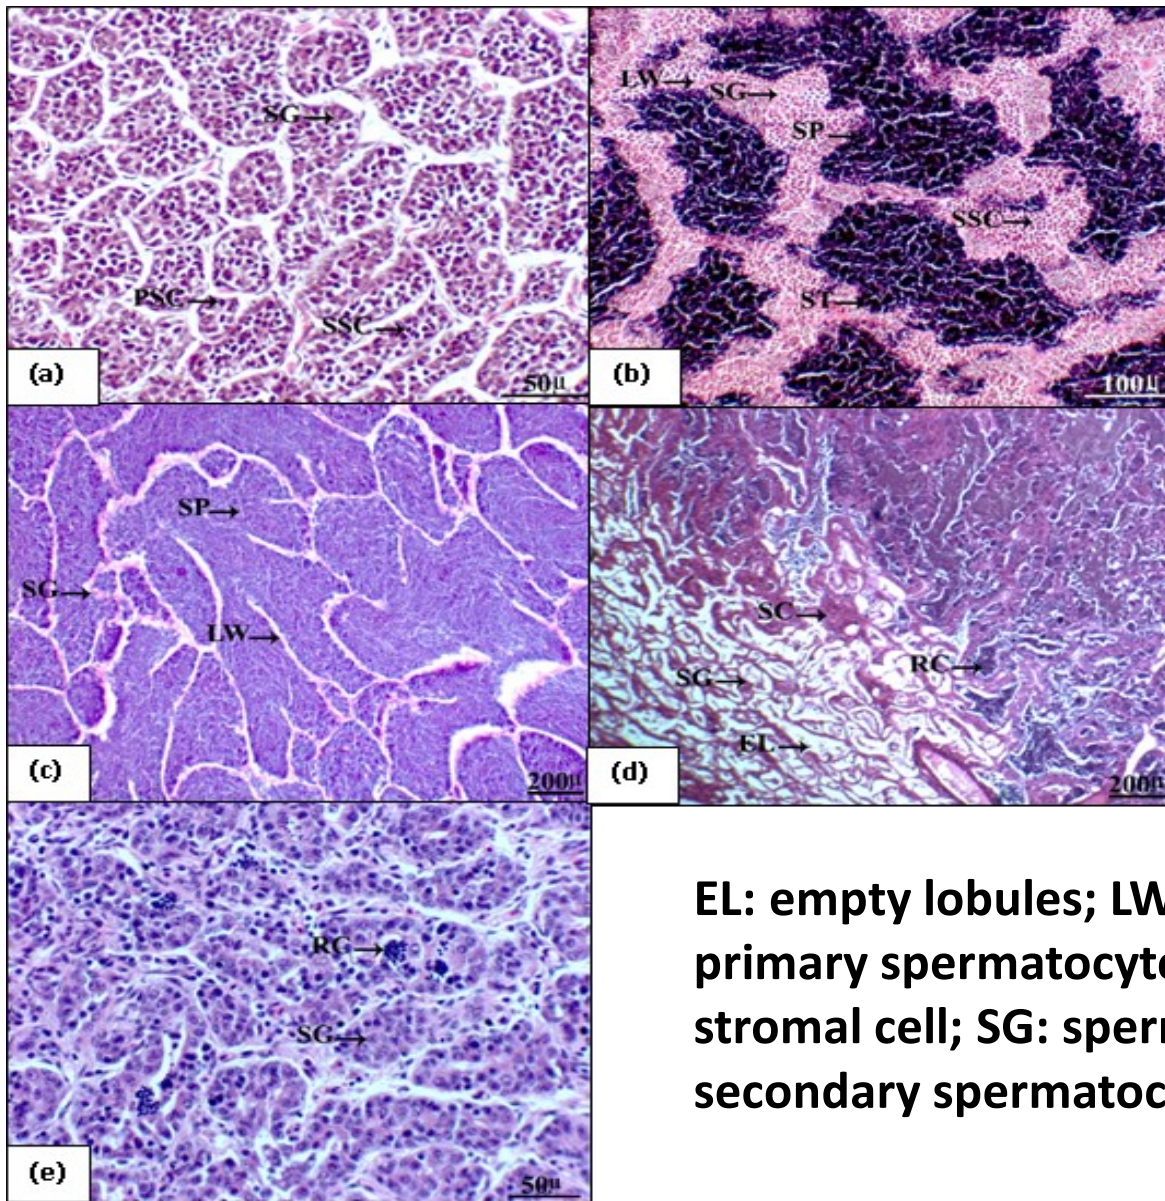 SG
PSC
SSC
(a)
50µ
LW
SG
SP
SSC
ST
(b)
100µ
SP
SG
LW
(c)
200µ
SC
RC
SG
EL
(d)
200µ
RC
SG
(e)
50µ
EL: empty lobules; LW
primary spermatocyte
stromal cell; SG: sperm
secondary spermatoc